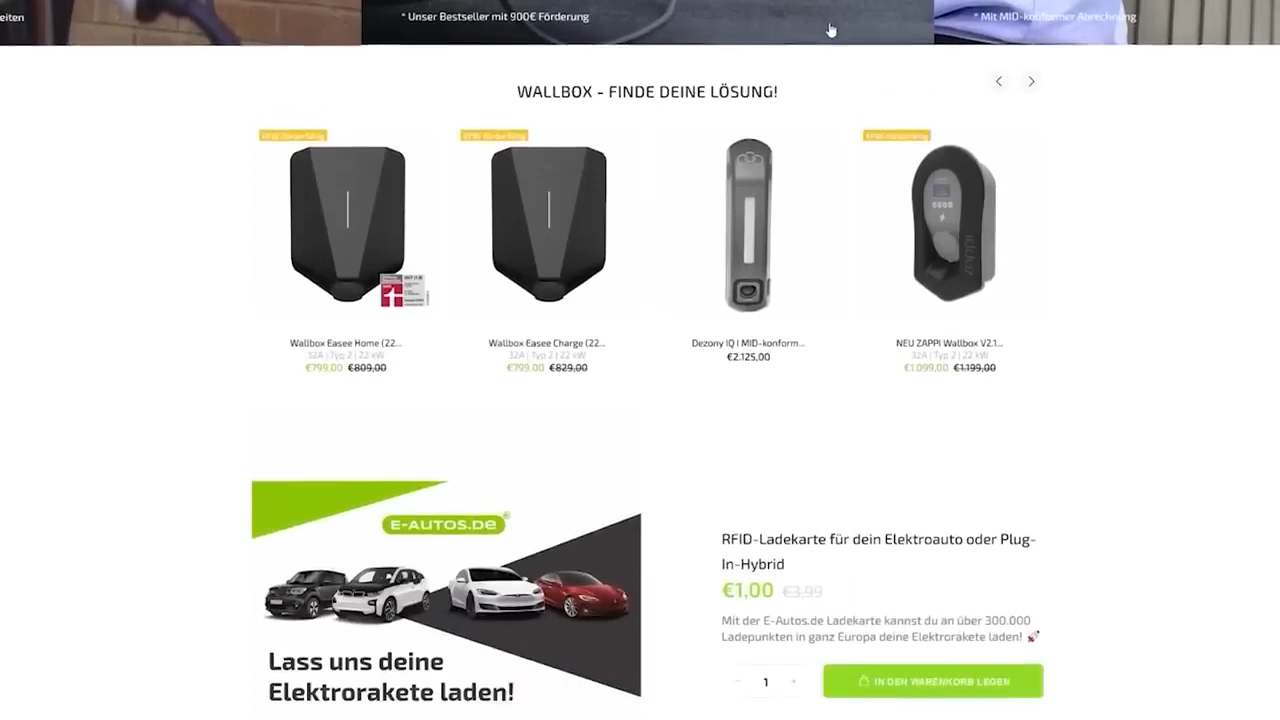 eiten
* Unser Bestseller mit 900€ Förderung
* Mit MID-konformer Abrechnung
WALLBOX - FINDE DEINE LÖSUNG!
Wallbox Easee Home (22...
32A | Typ 2 | 22 kW
€799,00 €809,00
Wallbox Easee Charge (22...
32A | Typ 2 | 22 kW
€799,00 €829,00
Dezony IQ I MID-konform...
€2.125,00
zappi
NEU ZAPPI Wallbox V2.1...
32A | Typ 2 | 22 kW
€1.099,00 €1.199,00
E-AUTOS.DE®
Lass uns deine
Elektrorakete laden!
RFID-Ladekarte für dein Elektroauto oder Plug-
In-Hybrid
€1,00 €3,99
Mit der E-Autos.de Ladekarte kannst du an über 300.000
Ladepunkten in ganz Europa deine Elektrorakete laden! 🚀
- 1 +
IN DEN WARENKORB LEGEN